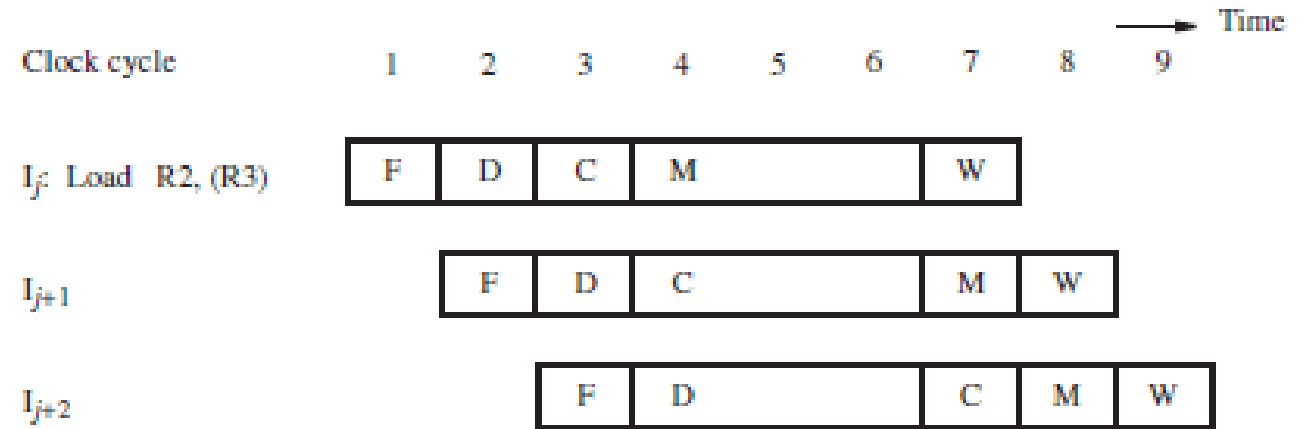 Time
Clock cycle 1 2 3 4 5 6 7 8 9
Ij: Load R2, (R3) F D C M W
Ij+1 F D C M W
Ij+2 F D C M W